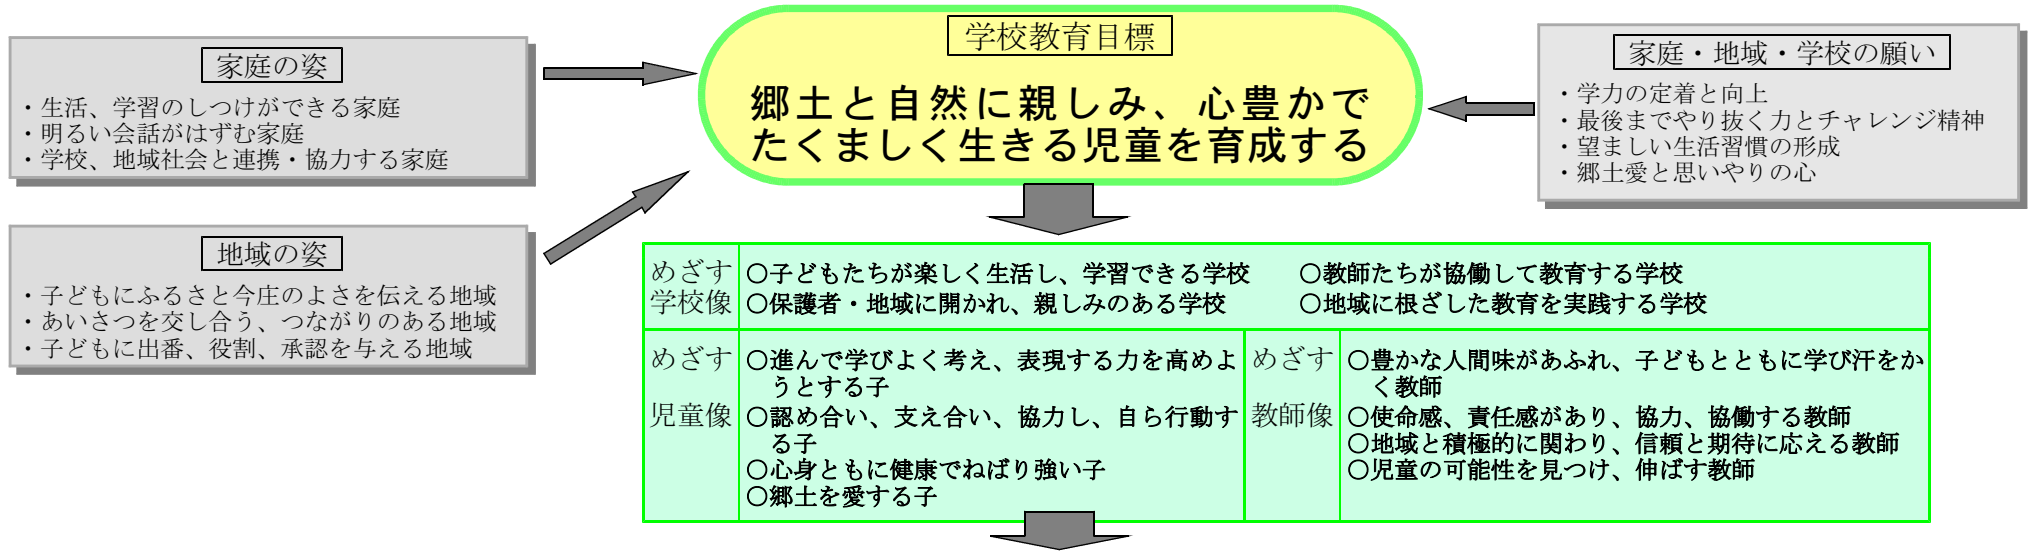 学校教育目標
郷土と自然に親しみ、心豊かで
たくましく生きる児童を育成する
家庭の姿
・生活、学習のしつけができる家庭
・明るい会話がはずむ家庭
・学校、地域社会と連携・協力する家庭
地域の姿
・子どもにふるさと今庄のよさを伝える地域
・あいさつを交し合う、つながりのある地域
・子どもに出番、役割、承認を与える地域
家庭・地域・学校の願い
・学力の定着と向上
・最後までやり抜く力とチャレンジ精神
・望ましい生活習慣の形成
・郷土愛と思いやりの心
めざす
学校像
○子どもたちが楽しく生活し、学習できる学校 ○教師たちが協働して教育する学校
○保護者・地域に開かれ、親しみのある学校 ○地域に根ざした教育を実践する学校
めざす
児童像
○進んで学びよく考え、表現する力を高めよ
うとする子
○認め合い、支え合い、協力し、自ら行動す
る子
○心身ともに健康でねばり強い子
○郷土を愛する子
めざす
教師像
○豊かな人間味があふれ、子どもとともに学び汗をか
く教師
○使命感、責任感があり、協力、協働する教師
○地域と積極的に関わり、信頼と期待に応える教師
○児童の可能性を見つけ、伸ばす教師